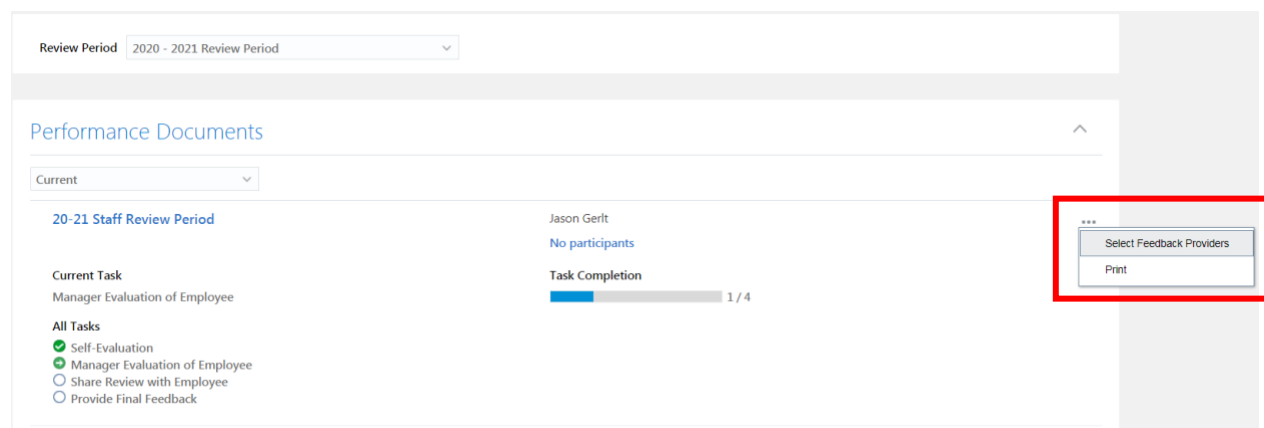 Review Period 2020 - 2021 Review Period
Performance Documents
Current
20-21 Staff Review Period
Jason Gerlt
No participants
Select Feedback Providers
Print
Current Task
Manager Evaluation of Employee
Task Completion
1 / 4
All Tasks
Self-Evaluation
Manager Evaluation of Employee
Share Review with Employee
Provide Final Feedback